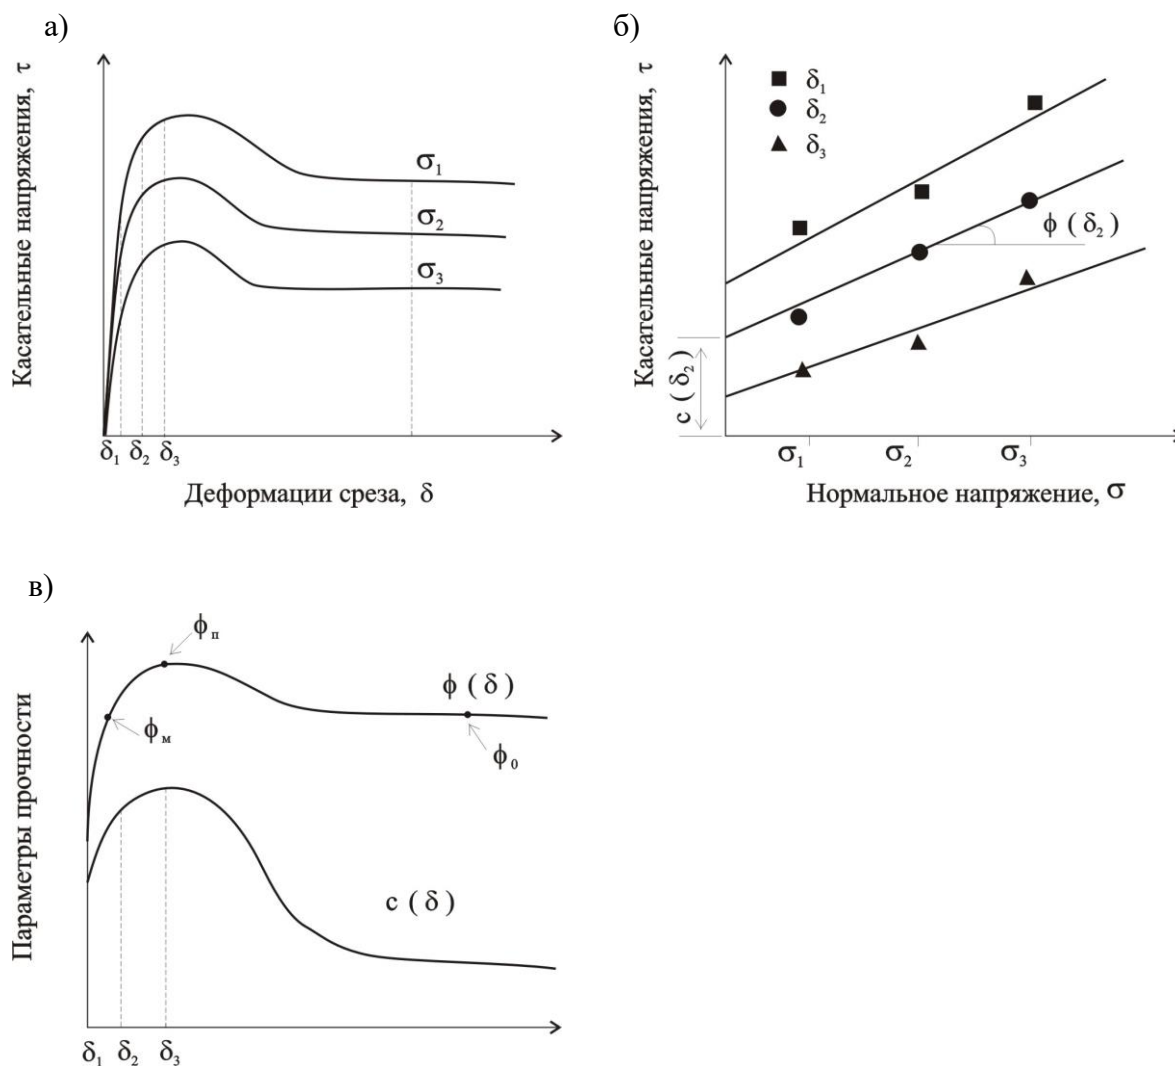 а)
Касательные напряжения, τ
σ₁
σ₂
σ₃
δ₁ δ₂ δ₃
Деформации среза, δ
б)
Касательные напряжения, τ
δ₁
δ₂
δ₃
ϕ ( δ₂ )
c ( δ₂ )
σ₁ σ₂ σ₃
Нормальное напряжение, σ
в)
Параметры прочности
ϕп
ϕм
ϕ ( δ )
ϕ₀
c ( δ )
δ₁ δ₂ δ₃